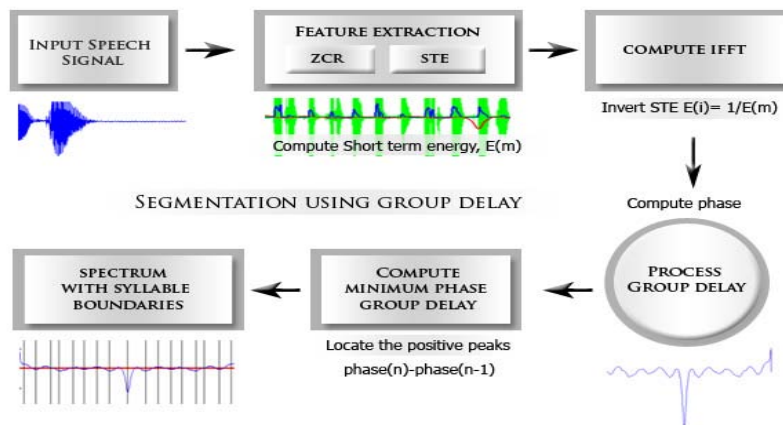 INPUT SPEECH
SIGNAL
FEATURE EXTRACTION
ZCR
STE
COMPUTE IFFT
Compute Short term energy, E(m)
Invert STE E(i)= 1/E(m)
SEGMENTATION USING GROUP DELAY
Compute phase
PROCESS
GROUP DELAY
COMPUTE
MINIMUM PHASE
GROUP DELAY
Locate the positive peaks
phase(n)-phase(n-1)
SPECTRUM
WITH SYLLABLE
BOUNDARIES